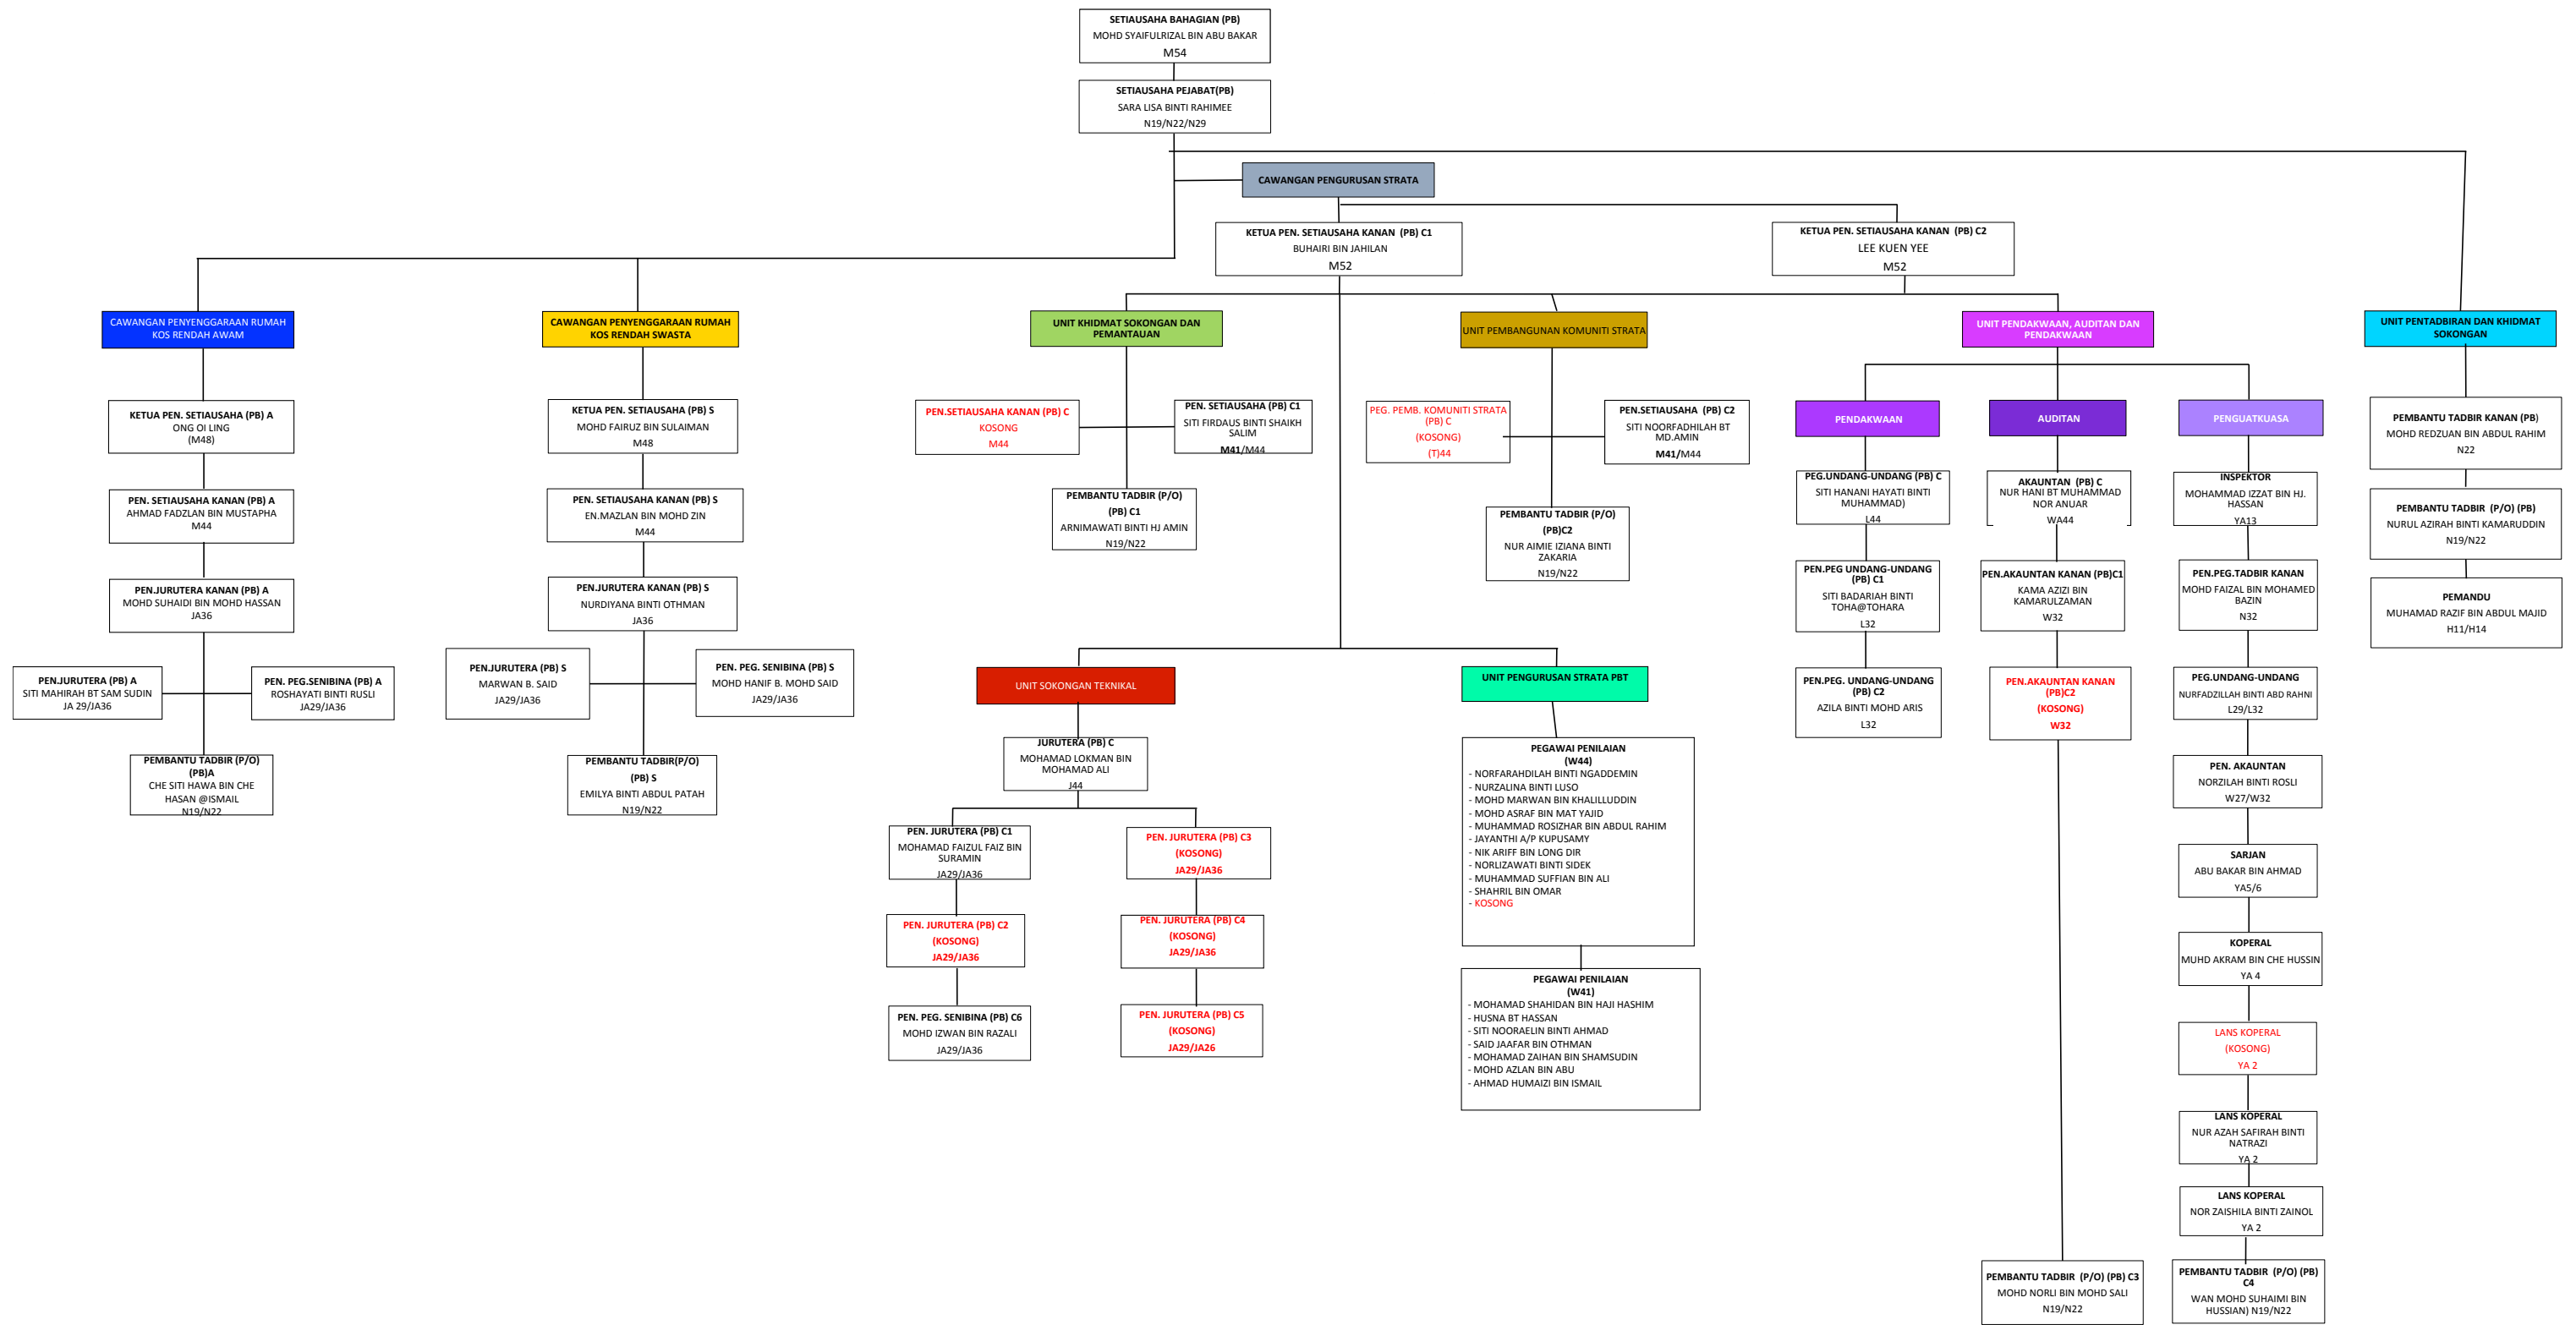 SETIAUSAHA BAHAGIAN (PB)
MOHD SYAIFULRIZAL BIN ABU BAKAR
M54
SETIAUSAHA PEJABAT(PB)
SARA LISA BINTI RAHIMEE
N19/N22/N29
CAWANGAN PENGURUSAN STRATA
KETUA PEN. SETIAUSAHA KANAN (PB) C1
BUHAIRI BIN JAHILAN
M52
KETUA PEN. SETIAUSAHA KANAN (PB) C2
LEE KUEN YEE
M52
CAWANGAN PENYENGGARAAN RUMAH
KOS RENDAH AWAM
KETUA PEN. SETIAUSAHA (PB) A
ONG OI LING
(M48)
PEN. SETIAUSAHA KANAN (PB) A
AHMAD FADZLAN BIN MUSTAPHA
M44
PEN.JURUTERA KANAN (PB) A
MOHD SUHAIDI BIN MOHD HASSAN
JA36
PEN.JURUTERA (PB) A
SITI MAHIRAH BT SAM SUDIN
JA 29/JA36
PEN. PEG.SENIBINA (PB) A
ROSHAYATI BINTI RUSLI
JA29/JA36
PEMBANTU TADBIR (P/O)
(PB)A
CHE SITI HAWA BIN CHE
HASAN @ISMAIL
N19/N22
CAWANGAN PENYENGGARAAN RUMAH
KOS RENDAH SWASTA
KETUA PEN. SETIAUSAHA (PB) S
MOHD FAIRUZ BIN SULAIMAN
M48
PEN. SETIAUSAHA KANAN (PB) S
EN.MAZLAN BIN MOHD ZIN
M44
PEN.JURUTERA KANAN (PB) S
NURDIYANA BINTI OTHMAN
JA36
PEN.JURUTERA (PB) S
MARWAN B. SAID
JA29/JA36
PEN. PEG. SENIBINA (PB) S
MOHD HANIF B. MOHD SAID
JA29/JA36
PEMBANTU TADBIR(P/O)
(PB) S
EMILYA BINTI ABDUL PATAH
N19/N22
UNIT KHIDMAT SOKONGAN DAN
PEMANTAUAN
PEN.SETIAUSAHA KANAN (PB) C
KOSONG
M44
PEN. SETIAUSAHA (PB) C1
SITI FIRDAUS BINTI SHAIKH
SALIM
M41/M44
PEMBANTU TADBIR (P/O)
(PB) C1
ARNIMAWATI BINTI HJ AMIN
N19/N22
UNIT PEMBANGUNAN KOMUNITI STRATA
PEG. PEMB. KOMUNITI STRATA
(PB) C
(KOSONG)
(T)44
PEN.SETIAUSAHA (PB) C2
SITI NOORFADHILAH BT
MD.AMIN
M41/M44
PEMBANTU TADBIR (P/O)
(PB)C2
NUR AIMIE IZIANA BINTI
ZAKARIA
N19/N22
UNIT PENDAKWAAN, AUDITAN DAN
PENDAKWAAN
PENDAKWAAN
PEG.UNDANG-UNDANG (PB) C
SITI HANANI HAYATI BINTI
MUHAMMAD)
L44
PEN.PEG UNDANG-UNDANG
(PB) C1
SITI BADARIAH BINTI
TOHA@TOHARA
L32
PEN.PEG. UNDANG-UNDANG
(PB) C2
AZILA BINTI MOHD ARIS
L32
AUDITAN
AKAUNTAN (PB) C
NUR HANI BT MUHAMMAD
NOR ANUAR
WA44
PEN.AKAUNTAN KANAN (PB)C1
KAMA AZIZI BIN
KAMARULZAMAN
W32
PEN.AKAUNTAN KANAN
(PB)C2
(KOSONG)
W32
PEMBANTU TADBIR (P/O) (PB) C3
MOHD NORLI BIN MOHD SALI
N19/N22
PENGUATKUASA
INSPEKTOR
MOHAMMAD IZZAT BIN HJ.
HASSAN
YA13
PEN.PEG.TADBIR KANAN
MOHD FAIZAL BIN MOHAMED
BAZIN
N32
PEG.UNDANG-UNDANG
NURFADZILLAH BINTI ABD RAHNI
L29/L32
PEN. AKAUNTAN
NORZILAH BINTI ROSLI
W27/W32
SARJAN
ABU BAKAR BIN AHMAD
YA5/6
KOPERAL
MUHD AKRAM BIN CHE HUSSIN
YA 4
LANS KOPERAL
(KOSONG)
YA 2
LANS KOPERAL
NUR AZAH SAFIRAH BINTI
NATRAZI
YA 2
LANS KOPERAL
NOR ZAISHILA BINTI ZAINOL
YA 2
PEMBANTU TADBIR (P/O) (PB)
C4
WAN MOHD SUHAIMI BIN
HUSSIAN) N19/N22
UNIT PENTADBIRAN DAN KHIDMAT
SOKONGAN
PEMBANTU TADBIR KANAN (PB)
MOHD REDZUAN BIN ABDUL RAHIM
N22
PEMBANTU TADBIR (P/O) (PB)
NURUL AZIRAH BINTI KAMARUDDIN
N19/N22
PEMANDU
MUHAMAD RAZIF BIN ABDUL MAJID
H11/H14
UNIT SOKONGAN TEKNIKAL
JURUTERA (PB) C
MOHAMAD LOKMAN BIN
MOHAMAD ALI
J44
PEN. JURUTERA (PB) C1
MOHAMAD FAIZUL FAIZ BIN
SURAMIN
JA29/JA36
PEN. JURUTERA (PB) C2
(KOSONG)
JA29/JA36
PEN. PEG. SENIBINA (PB) C6
MOHD IZWAN BIN RAZALI
JA29/JA36
PEN. JURUTERA (PB) C3
(KOSONG)
JA29/JA36
PEN. JURUTERA (PB) C4
(KOSONG)
JA29/JA36
PEN. JURUTERA (PB) C5
(KOSONG)
JA29/JA26
UNIT PENGURUSAN STRATA PBT
PEGAWAI PENILAIAN
(W44)
- NORFARAHDILAH BINTI NGADDEMIN
- NURZALINA BINTI LUSO
- MOHD MARWAN BIN KHALILLUDDIN
- MOHD ASRAF BIN MAT YAJID
- MUHAMMAD ROSIZHAR BIN ABDUL RAHIM
- JAYANTHI A/P KUPUSAMY
- NIK ARIFF BIN LONG DIR
- NORLIZAWATI BINTI SIDEK
- MUHAMMAD SUFFIAN BIN ALI
- SHAHRIL BIN OMAR
- KOSONG
PEGAWAI PENILAIAN
(W41)
- MOHAMAD SHAHIDAN BIN HAJI HASHIM
- HUSNA BT HASSAN
- SITI NOORAELIN BINTI AHMAD
- SAID JAAFAR BIN OTHMAN
- MOHAMAD ZAIHAN BIN SHAMSUDIN
- MOHD AZLAN BIN ABU
- AHMAD HUMAIZI BIN ISMAIL